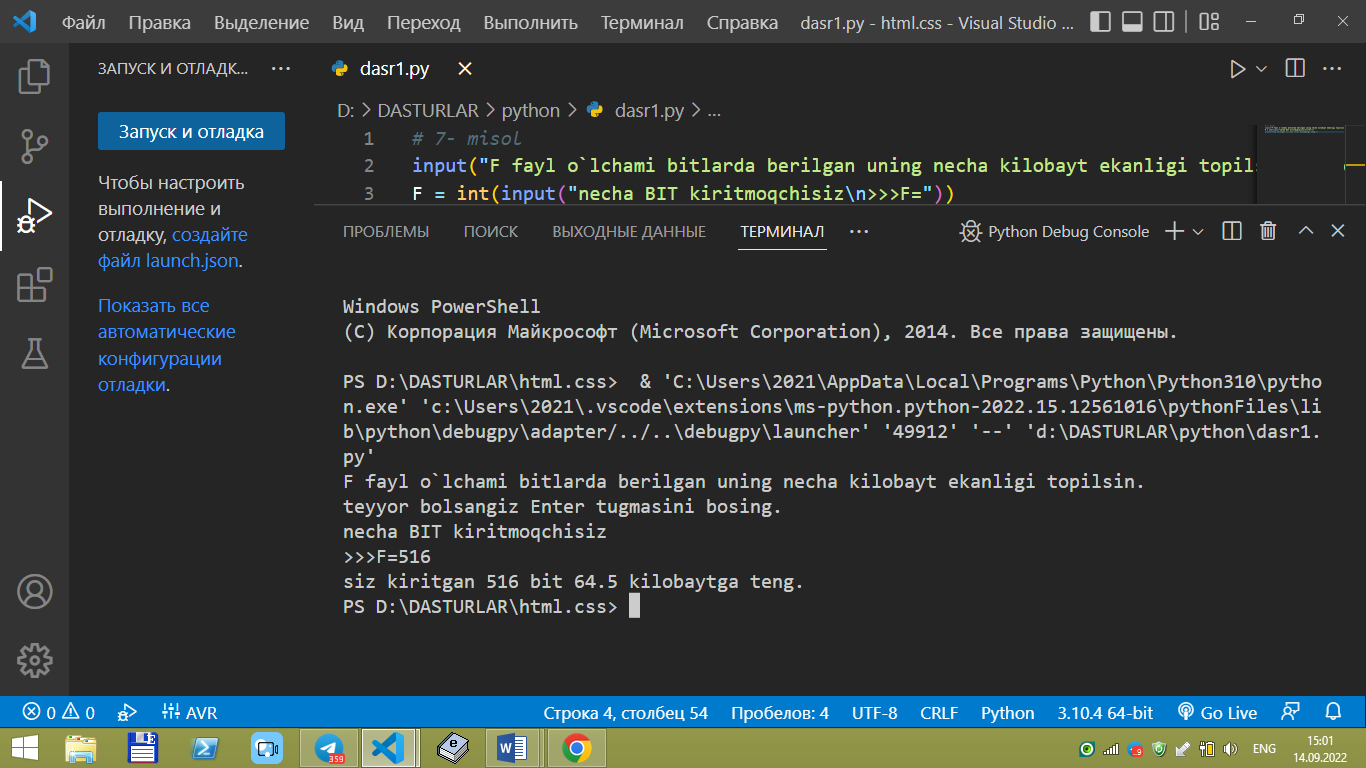 Файл Правка Выделение Вид Переход Выполнить Терминал Справка dasr1.py - html.css - Visual Studio ...
ЗАПУСК И ОТЛАДК... ...
dasr1.py
D: > DASTURLAR > python > dasr1.py > ...
Запуск и отладка
Чтобы настроить
выполнение и
отладку, создайте
файл launch.json.
Показать все
автоматические
конфигурации
отладки.
1 # 7- misol
2 input("F fayl o`lchami bitlarda berilgan uning necha kilobayt ekanligi topil
3 F = int(input("necha BIT kiritmoqchisiz\n>>>F="))
ПРОБЛЕМЫ ПОИСК ВЫХОДНЫЕ ДАННЫЕ ТЕРМИНАЛ ... Python Debug Console
Windows PowerShell
(C) Корпорация Майкрософт (Microsoft Corporation), 2014. Все права защищены.
PS D:\DASTURLAR\html.css>  & 'C:\Users\2021\AppData\Local\Programs\Python\Python310\pytho
n.exe' 'c:\Users\2021\.vscode\extensions\ms-python.python-2022.15.12561016\pythonFiles\li
b\python\debugpy\adapter/../..\debugpy\launcher' '49912' '--' 'd:\DASTURLAR\python\dasr1.
py'
F fayl o`lchami bitlarda berilgan uning necha kilobayt ekanligi topilsin.
teyyor bolsangiz Enter tugmasini bosing.
necha BIT kiritmoqchisiz
>>>F=516
siz kiritgan 516 bit 64.5 kilobaytga teng.
PS D:\DASTURLAR\html.css>
0 0 AVR Строка 4, столбец 54 Пробелов: 4 UTF-8 CRLF Python 3.10.4 64-bit Go Live
359 ENG 15:01
14.09.2022